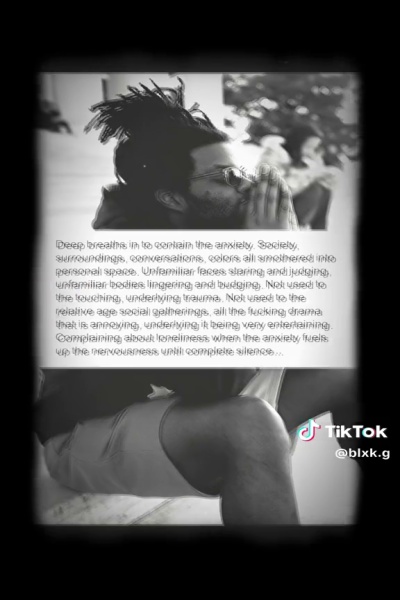 Deep breaths in to contain the anxiety. Society,
surroundings, conversations, colors all smothered into
personal space. Unfamiliar faces staring and judging,
unfamiliar bodies lingering and budging. Not used to
the touching, underlying trauma. Not used to the
relative age social gatherings, all the fucking drama
that is annoying, underlying it being very entertaining.
Complaining about loneliness when the anxiety fuels
up the nervousness until complete silence...
TikTok
@blxk.g